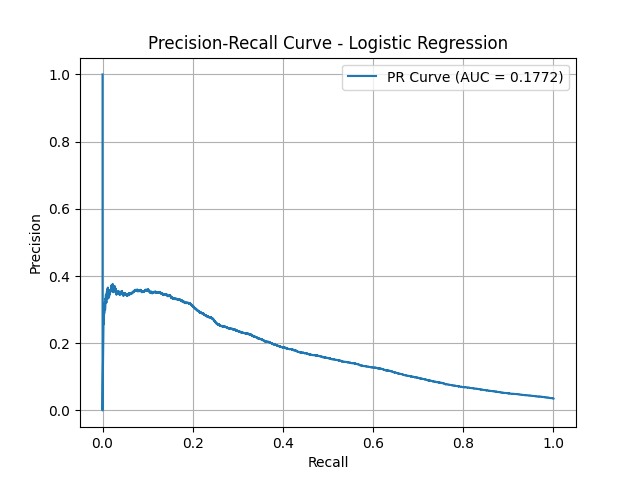 Precision-Recall Curve - Logistic Regression
PR Curve (AUC = 0.1772)
1.0
0.8
0.6
0.4
0.2
0.0
Precision
0.0 0.2 0.4 0.6 0.8 1.0
Recall